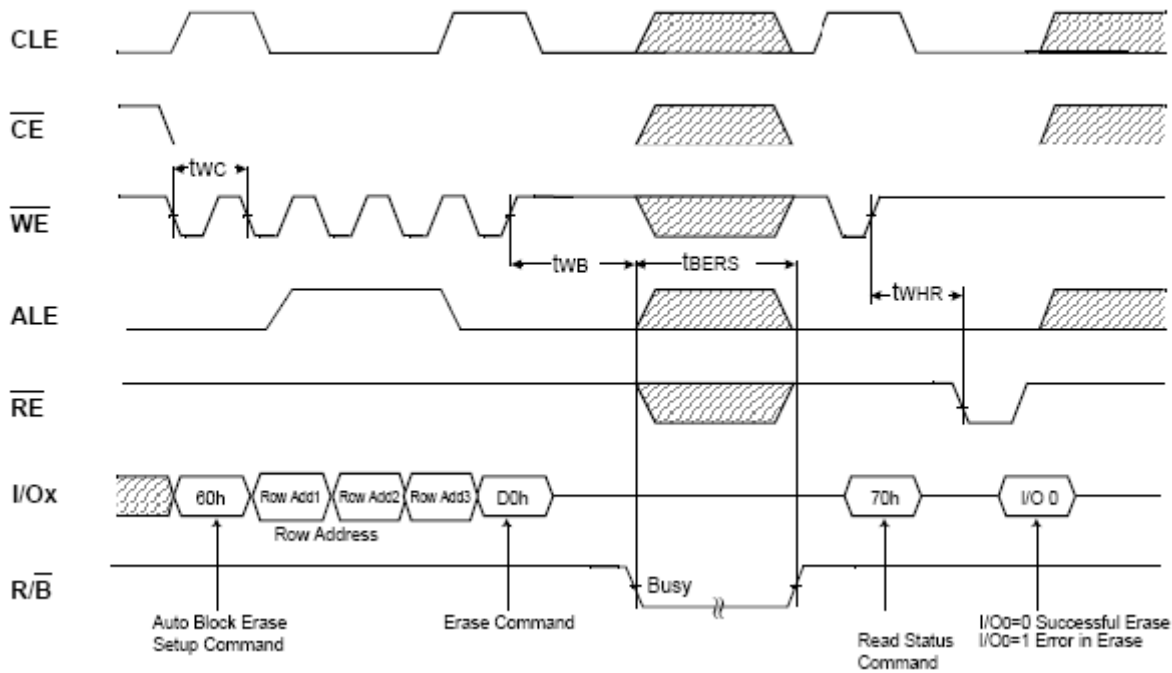 CLE
CE
tWC
WE
tWB
tBERS
tWHR
ALE
RE
I/Ox
60h
Row Add1
Row Add2
Row Add3
D0h
70h
I/O 0
Row Address
R/B
Busy
Auto Block Erase
Setup Command
Erase Command
Read Status
Command
I/O0=0 Successful Erase
I/O0=1 Error in Erase